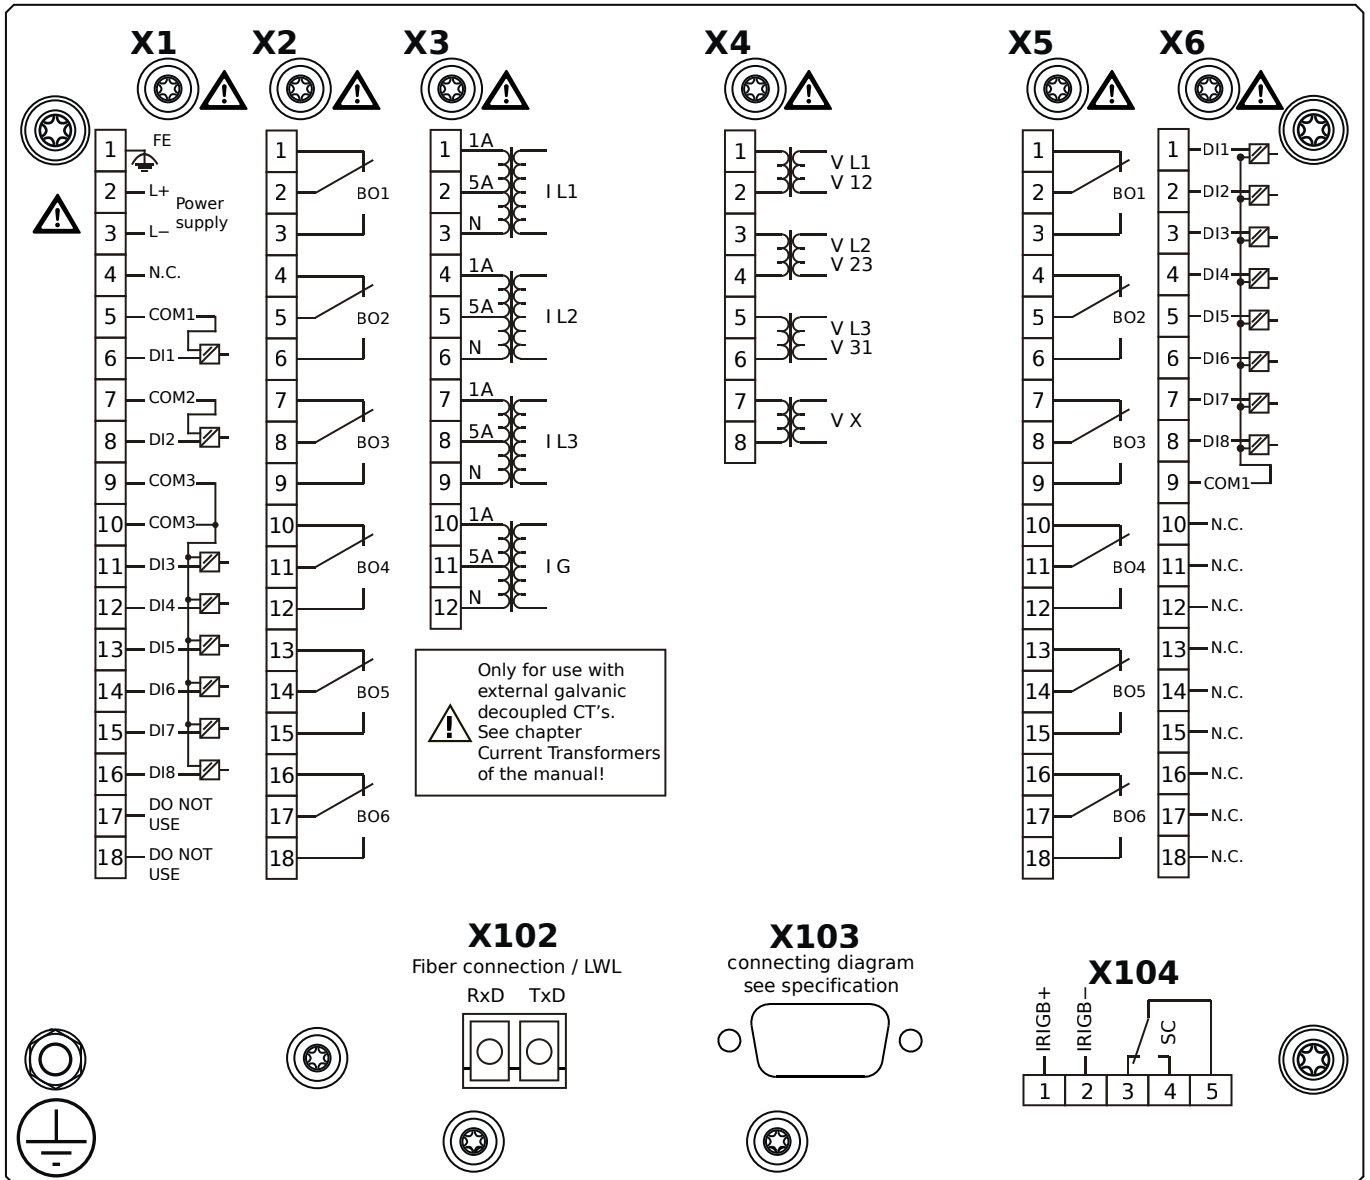 X1 X2 X3 X4 X5 X6
1 FE
2 L+
Power
supply
3 L−
4 N.C.
5 COM1
6 DI1
7 COM2
8 DI2
9 COM3
10 COM3
11 DI3
12 DI4
13 DI5
14 DI6
15 DI7
16 DI8
17 DO NOT
USE
18 DO NOT
USE
1
2 BO1
3
4
5 BO2
6
7
8 BO3
9
10
11 BO4
12
13
14 BO5
15
16
17 BO6
18
1 1A
2 5A I L1
3 N
4 1A
5 5A I L2
6 N
7 1A
8 5A I L3
9 N
10 1A
11 5A I G
12 N
Only for use with
external galvanic
decoupled CT's.
See chapter
Current Transformers
of the manual!
1 V L1
2 V 12
3 V L2
4 V 23
5 V L3
6 V 31
7 V X
8
1
2 BO1
3
4
5 BO2
6
7
8 BO3
9
10
11 BO4
12
13
14 BO5
15
16
17 BO6
18
1 DI1
2 DI2
3 DI3
4 DI4
5 DI5
6 DI6
7 DI7
8 DI8
9 COM1
10 N.C.
11 N.C.
12 N.C.
13 N.C.
14 N.C.
15 N.C.
16 N.C.
17 N.C.
18 N.C.
X102
Fiber connection / LWL
RxD TxD
X103
connecting diagram
see specification
X104
IRIGB+ IRIGB− SC
1 2 3 4 5